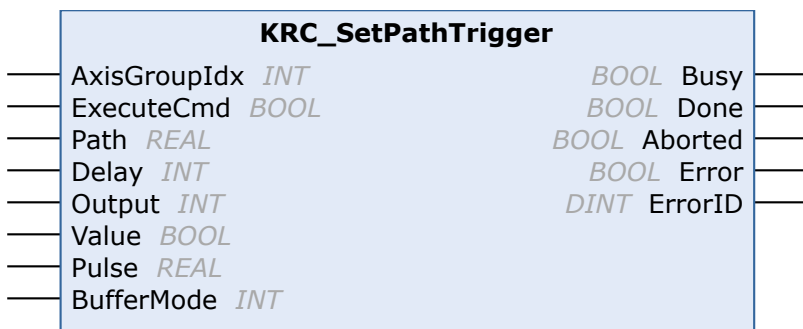 KRC_SetPathTrigger
AxisGroupIdx INT BOOL Busy
ExecuteCmd BOOL BOOL Done
Path REAL BOOL Aborted
Delay INT BOOL Error
Output INT DINT ErrorID
Value BOOL
Pulse REAL
BufferMode INT